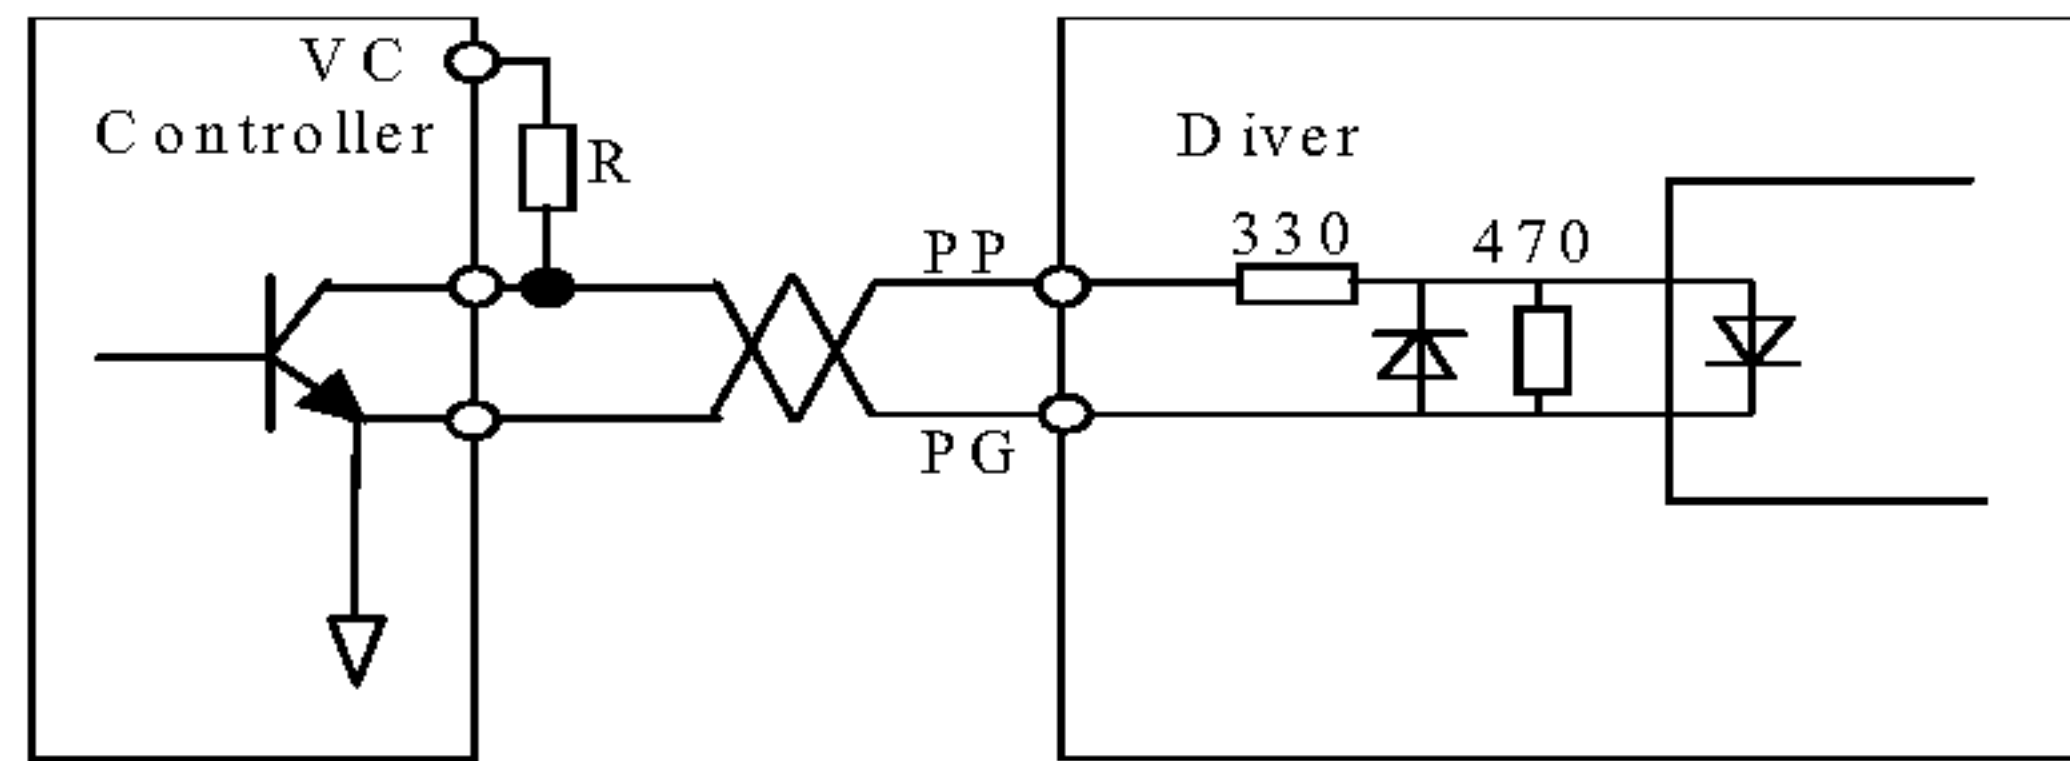 VC
Controller
R
PP
PG
Diver
330
470